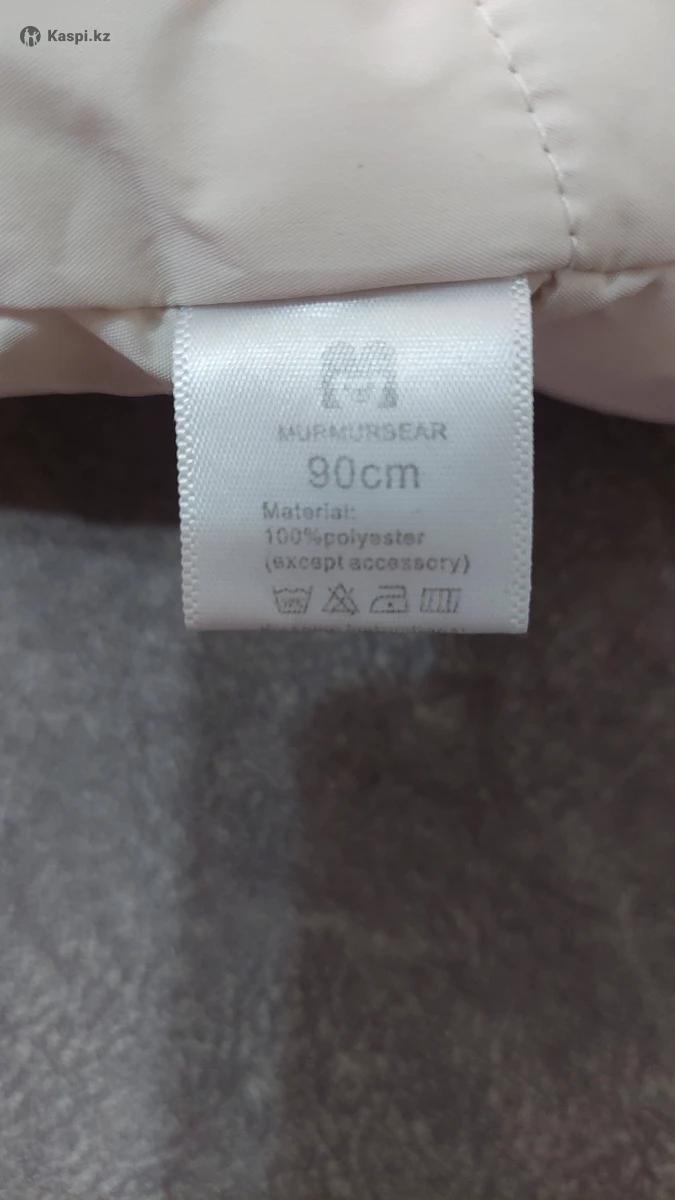 Kaspi.kz
MURMURBEAR
90cm
Material:
100%polyester
(except accessory)